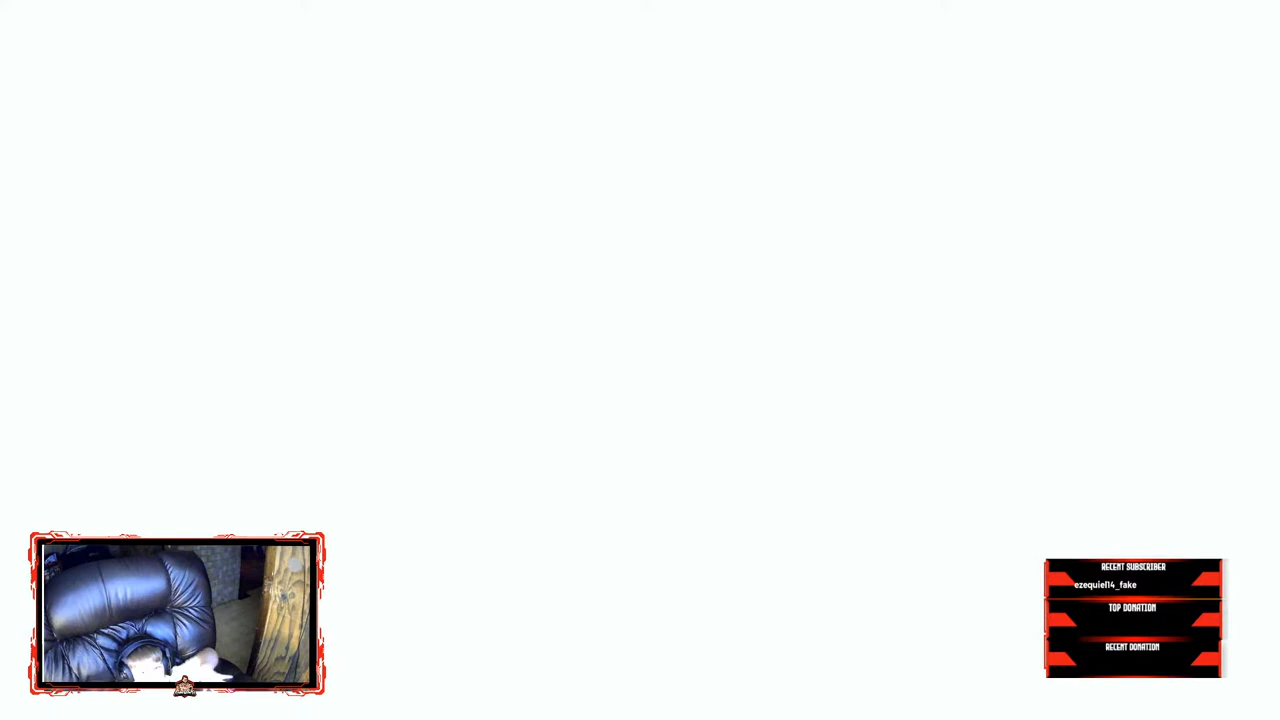 RECENT SUBSCRIBER
ezequiel14_fake
TOP DONATION
RECENT DONATION